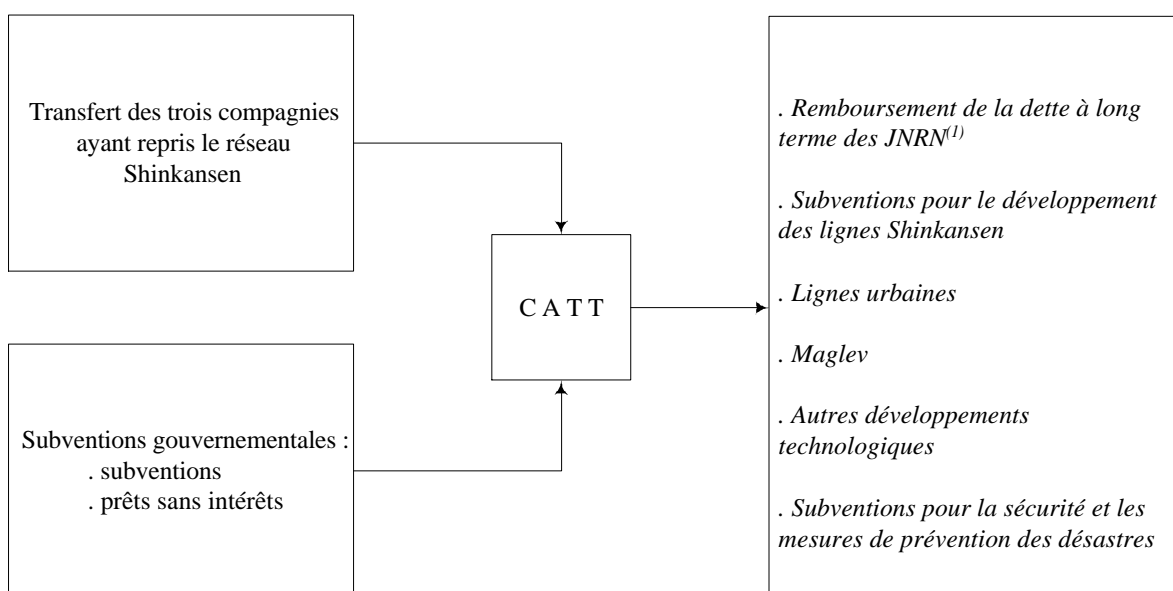 Transfert des trois compagnies
ayant repris le réseau
Shinkansen
Subventions gouvernementales :
. subventions
. prêts sans intérêts
C A T T
. Remboursement de la dette à long
terme des JNRN(1)
. Subventions pour le développement
des lignes Shinkansen
. Lignes urbaines
. Maglev
. Autres développements
technologiques
. Subventions pour la sécurité et les
mesures de prévention des désastres